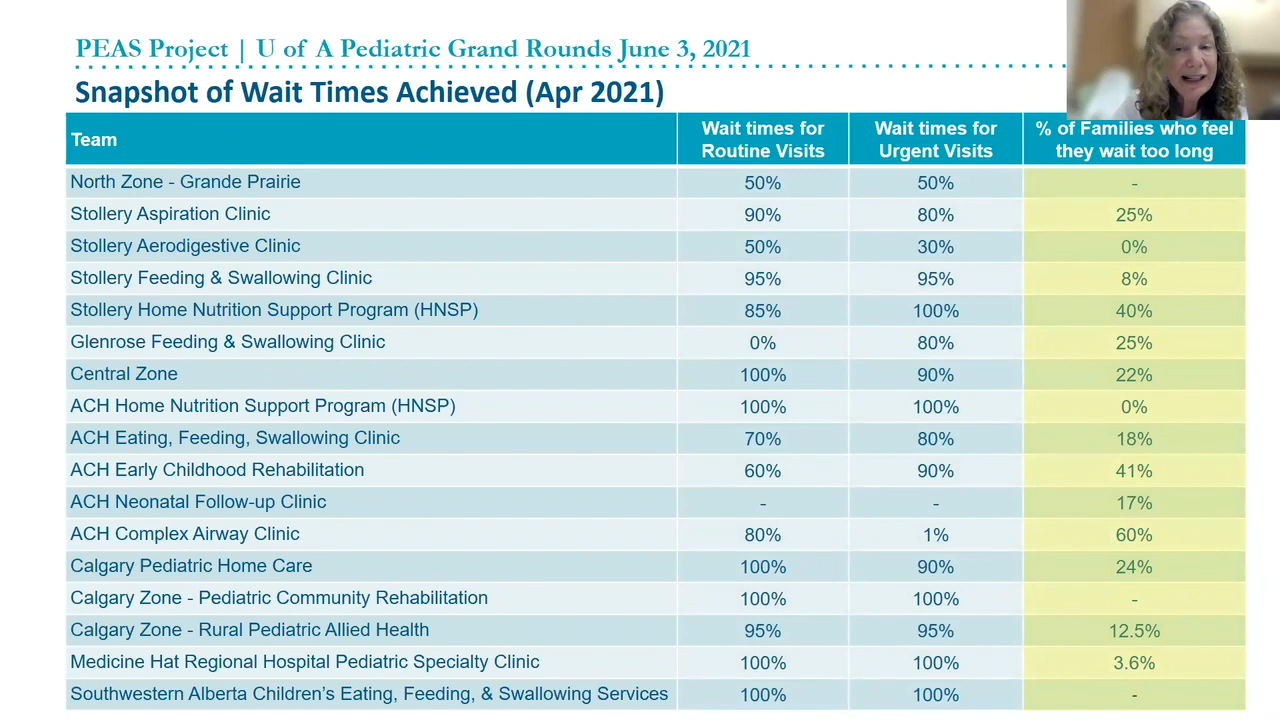 PEAS Project | U of A Pediatric Grand Rounds June 3, 2021
Snapshot of Wait Times Achieved (Apr 2021)
Team Wait times for Routine Visits Wait times for Urgent Visits % of Families who feel they wait too long
North Zone - Grande Prairie 50% 50% -
Stollery Aspiration Clinic 90% 80% 25%
Stollery Aerodigestive Clinic 50% 30% 0%
Stollery Feeding & Swallowing Clinic 95% 95% 8%
Stollery Home Nutrition Support Program (HNSP) 85% 100% 40%
Glenrose Feeding & Swallowing Clinic 0% 80% 25%
Central Zone 100% 90% 22%
ACH Home Nutrition Support Program (HNSP) 100% 100% 0%
ACH Eating, Feeding, Swallowing Clinic 70% 80% 18%
ACH Early Childhood Rehabilitation 60% 90% 41%
ACH Neonatal Follow-up Clinic - - 17%
ACH Complex Airway Clinic 80% 1% 60%
Calgary Pediatric Home Care 100% 90% 24%
Calgary Zone - Pediatric Community Rehabilitation 100% 100% -
Calgary Zone - Rural Pediatric Allied Health 95% 95% 12.5%
Medicine Hat Regional Hospital Pediatric Specialty Clinic 100% 100% 3.6%
Southwestern Alberta Children's Eating, Feeding, & Swallowing Services 100% 100% -